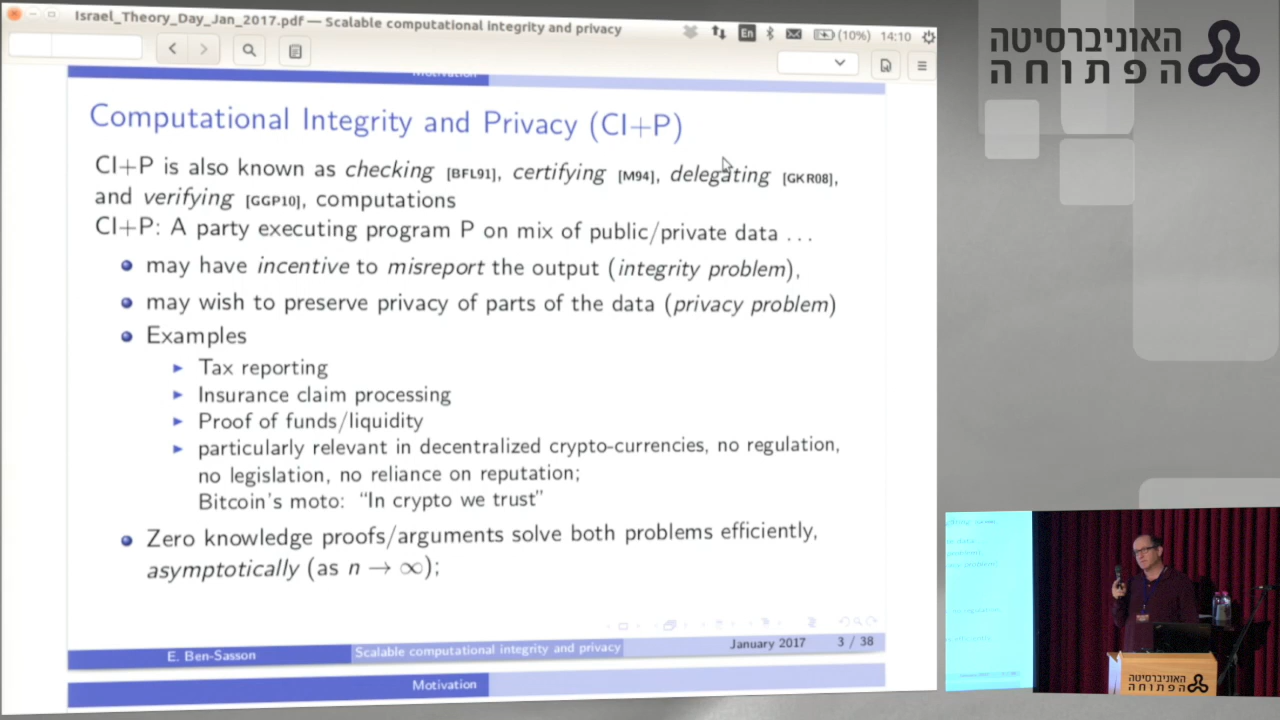 Israel_Theory_Day_Jan_2017.pdf — Scalable computational integrity and privacy
En
(10%) 14:10
האוניברסיטה
הפתוחה
Motivation
Computational Integrity and Privacy (CI+P)
CI+P is also known as checking [BFL91], certifying [M94], delegating [GKR08],
and verifying [GGP10], computations
CI+P: A party executing program P on mix of public/private data ...
may have incentive to misreport the output (integrity problem),
may wish to preserve privacy of parts of the data (privacy problem)
Examples
Tax reporting
Insurance claim processing
Proof of funds/liquidity
particularly relevant in decentralized crypto-currencies, no regulation,
no legislation, no reliance on reputation;
Bitcoin's moto: "In crypto we trust"
Zero knowledge proofs/arguments solve both problems efficiently,
asymptotically (as n → ∞);
E. Ben-Sasson
Scalable computational integrity and privacy
January 2017
3 / 38
Motivation
האוניברסיטה
הפתוחה